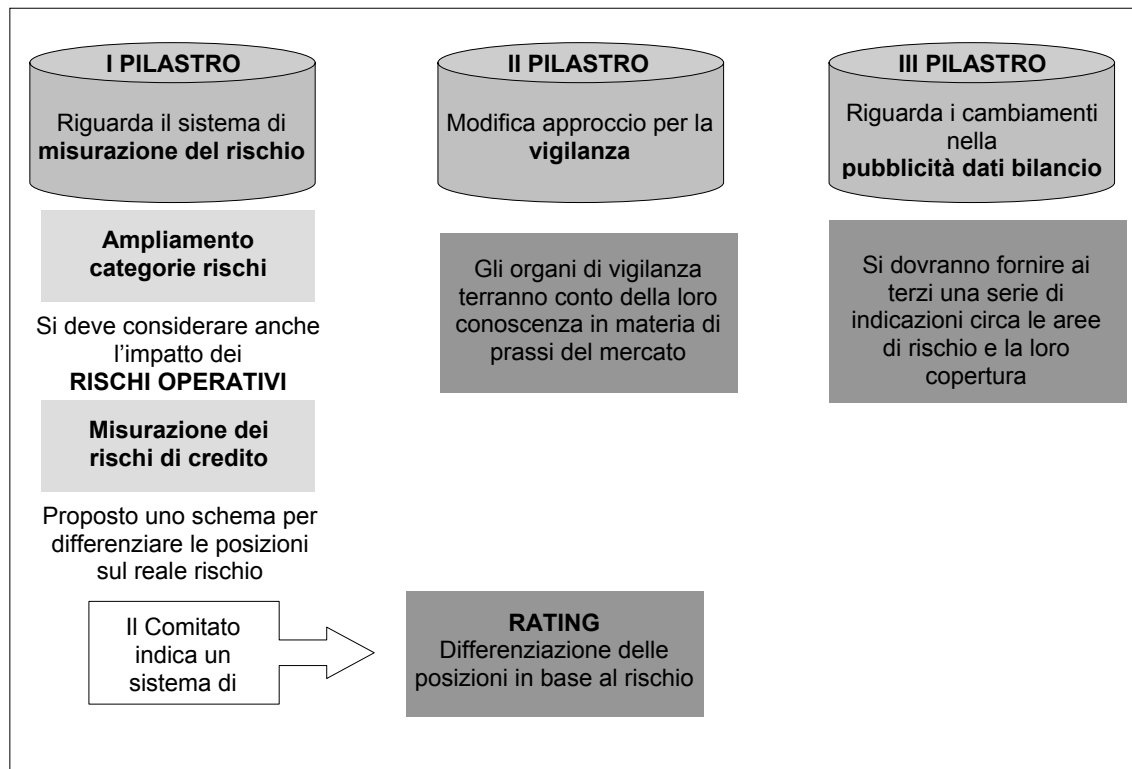 I PILASTRO
Riguarda il sistema di
misurazione del rischio
Ampliamento
categorie rischi
Si deve considerare anche
l’impatto dei
RISCHI OPERATIVI
Misurazione dei
rischi di credito
Proposto uno schema per
differenziare le posizioni
sul reale rischio
Il Comitato
indica un
sistema di
RATING
Differenziazione delle
posizioni in base al rischio
II PILASTRO
Modifica approccio per la
vigilanza
Gli organi di vigilanza
terranno conto della loro
conoscenza in materia di
prassi del mercato
III PILASTRO
Riguarda i cambiamenti
nella
pubblicità dati bilancio
Si dovranno fornire ai
terzi una serie di
indicazioni circa le aree
di rischio e la loro
copertura